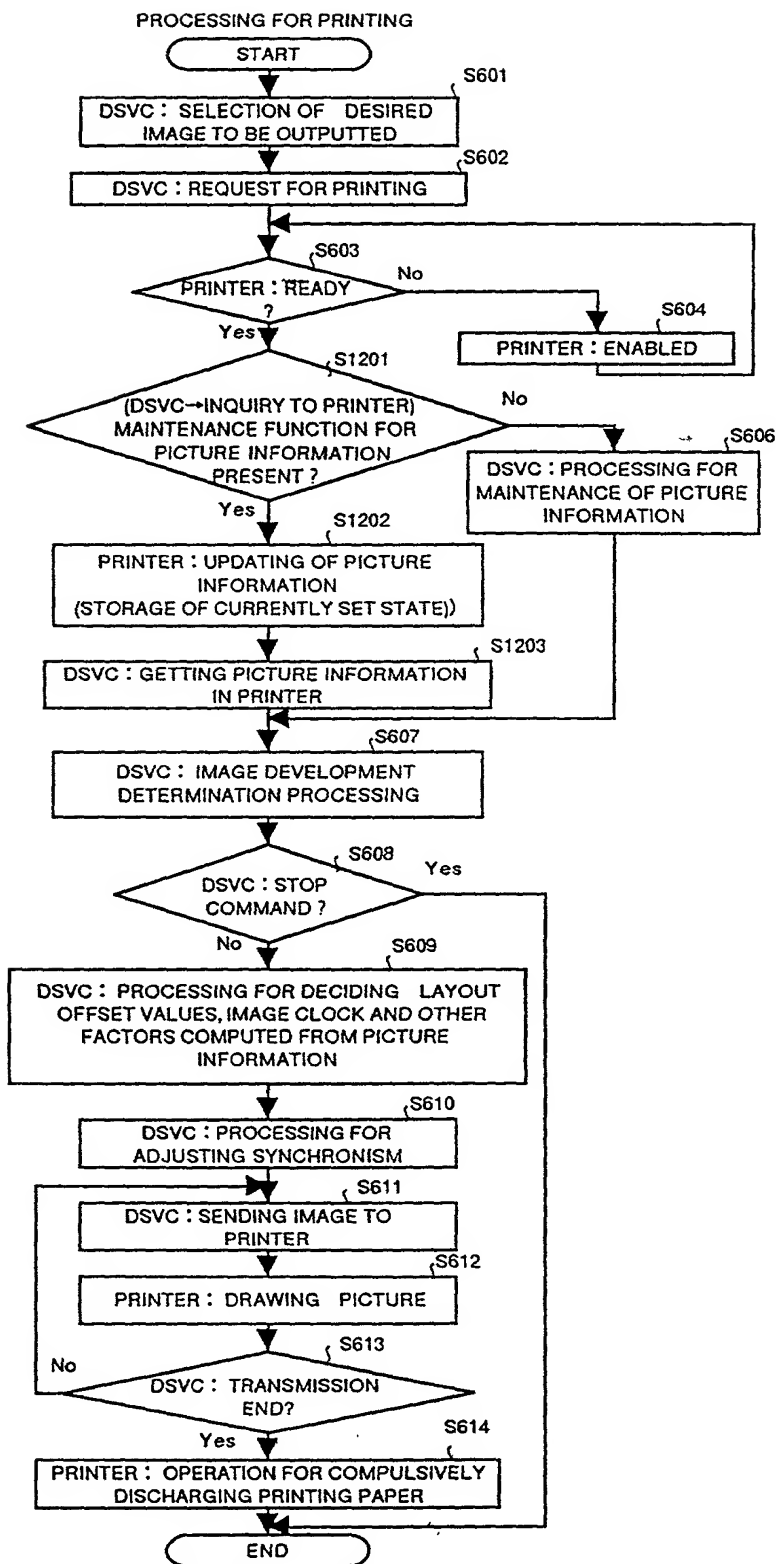 PROCESSING FOR PRINTING
START
S601
DSVC : SELECTION OF DESIRED
IMAGE TO BE OUTPUTTED
S602
DSVC : REQUEST FOR PRINTING
S603
PRINTER : READY
?
No
Yes
S604
PRINTER : ENABLED
S1201
(DSVC→INQUIRY TO PRINTER)
MAINTENANCE FUNCTION FOR
PICTURE INFORMATION
PRESENT ?
No
Yes
S606
DSVC : PROCESSING FOR
MAINTENANCE OF PICTURE
INFORMATION
S1202
PRINTER : UPDATING OF PICTURE
INFORMATION
(STORAGE OF CURRENTLY SET STATE))
S1203
DSVC : GETTING PICTURE INFORMATION
IN PRINTER
S607
DSVC : IMAGE DEVELOPMENT
DETERMINATION PROCESSING
S608
DSVC : STOP
COMMAND ?
Yes
No
S609
DSVC : PROCESSING FOR DECIDING LAYOUT
OFFSET VALUES, IMAGE CLOCK AND OTHER
FACTORS COMPUTED FROM PICTURE
INFORMATION
S610
DSVC : PROCESSING FOR
ADJUSTING SYNCHRONISM
S611
DSVC : SENDING IMAGE TO
PRINTER
S612
PRINTER : DRAWING PICTURE
S613
No
DSVC : TRANSMISSION
END?
Yes
S614
PRINTER : OPERATION FOR COMPULSIVELY
DISCHARGING PRINTING PAPER
END